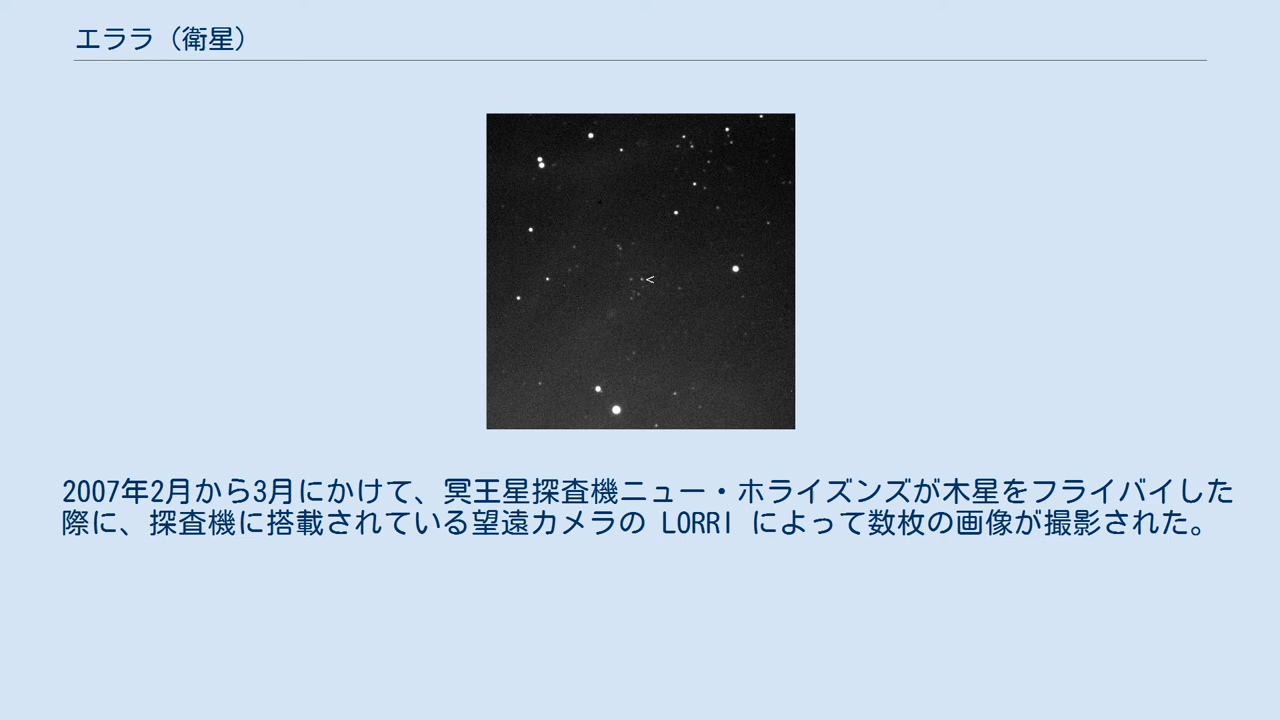 エララ（衛星）
<
2007年2月から3月にかけて、冥王星探査機ニュー・ホライズンズが木星をフライバイした
際に、探査機に搭載されている望遠カメラの LORRI によって数枚の画像が撮影された。